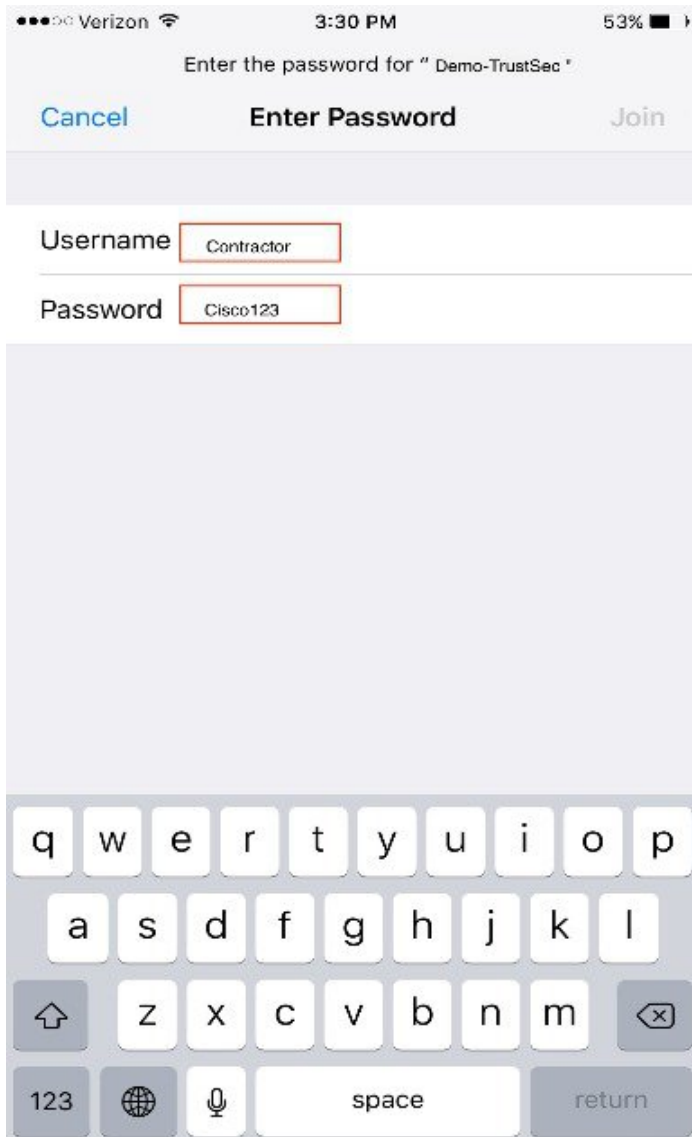 Verizon 3:30 PM 53%
Enter the password for " Demo-TrustSec "
Cancel Enter Password Join
Username Contractor
Password Cisco123
q w e r t y u i o p
a s d f g h j k l
z x c v b n m
123 space return